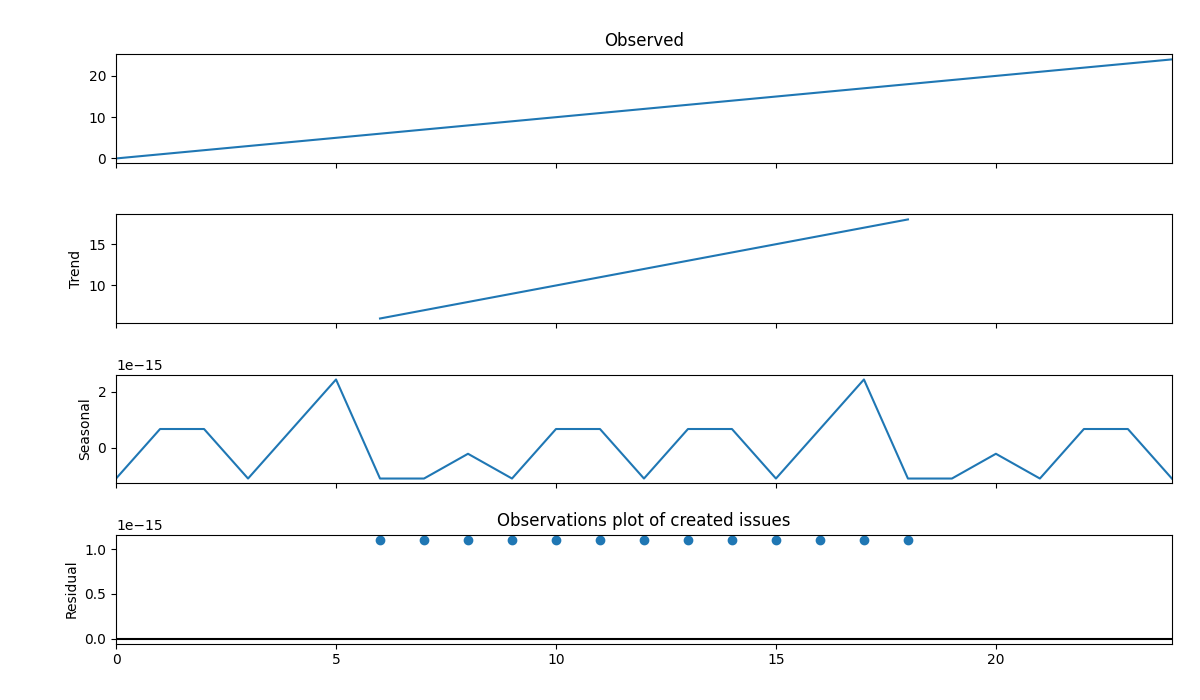 Observed
20
10
0
Trend
15
10
1e−15
Seasonal
2
0
Observations plot of created issues
1e−15
Residual
1.0
0.5
0.0
0 5 10 15 20